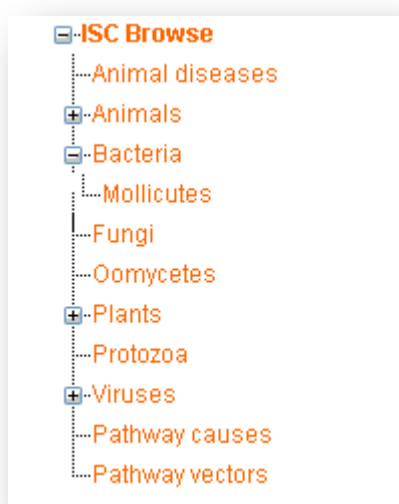 ISC Browse
Animal diseases
Animals
Bacteria
Mollicutes
Fungi
Oomycetes
Plants
Protozoa
Viruses
Pathway causes
Pathway vectors